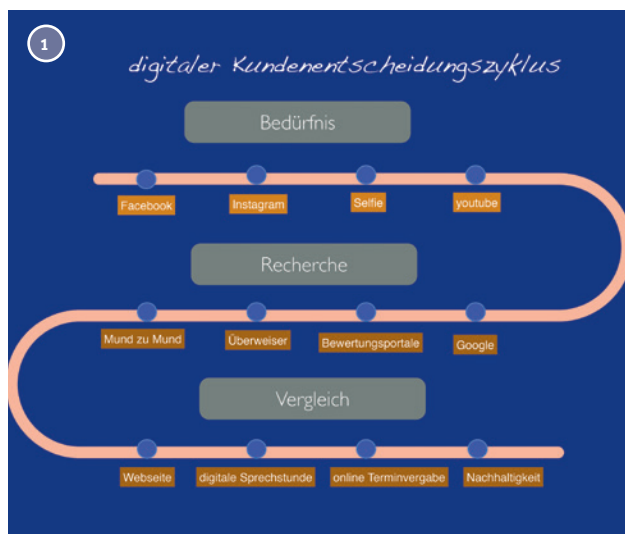 1
digitaler Kundenentscheidungszyklus
Bedürfnis
Facebook Instagram Selfie youtube
Recherche
Mund zu Mund Überweiser Bewertungsportale Google
Vergleich
Webseite digitale Sprechstunde online Terminvergabe Nachhaltigkeit